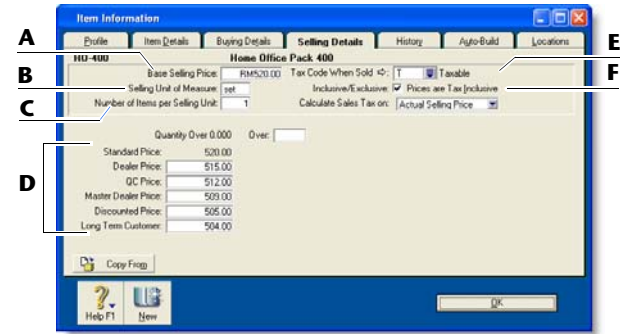 Item Information
Profile Item Details Buying Details Selling Details History Auto-Build Locations
HO-400 Home Office Pack 400
A
B
C
D
E
F
Base Selling Price: RM520.00 Tax Code When Sold : T Taxable
Selling Unit of Measure: set Inclusive/Exclusive: Prices are Tax Inclusive
Number of Items per Selling Unit: 1 Calculate Sales Tax on: Actual Selling Price
Quantity Over 0.000 Over:
Standard Price: 520.00
Dealer Price: 515.00
QC Price: 512.00
Master Dealer Price: 509.00
Discounted Price: 505.00
Long Term Customer: 504.00
Copy From
Help F1 New OK